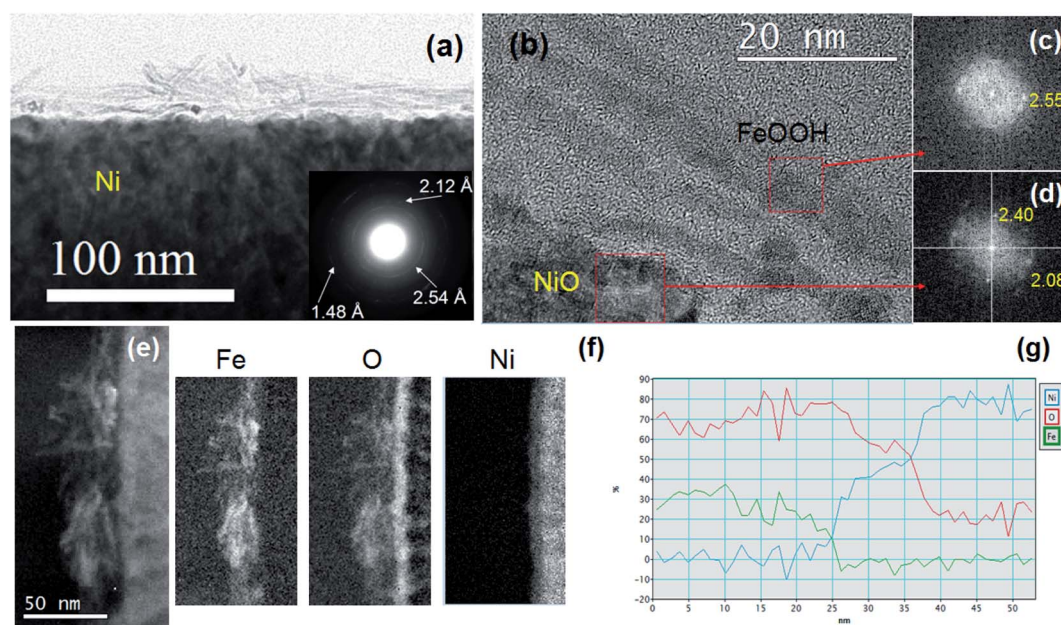 (a)
Ni
100 nm
2.12 Å
1.48 Å
2.54 Å
(b)
20 nm
FeOOH
NiO
(c)
2.55
(d)
2.40
2.08
(e)
50 nm
Fe
O
Ni
(f)
(g)
90
80
70
60
50
40
30
20
10
0
-10
-20
%
0 5 10 15 20 25 30 35 40 45 50
nm
Ni
O
Fe